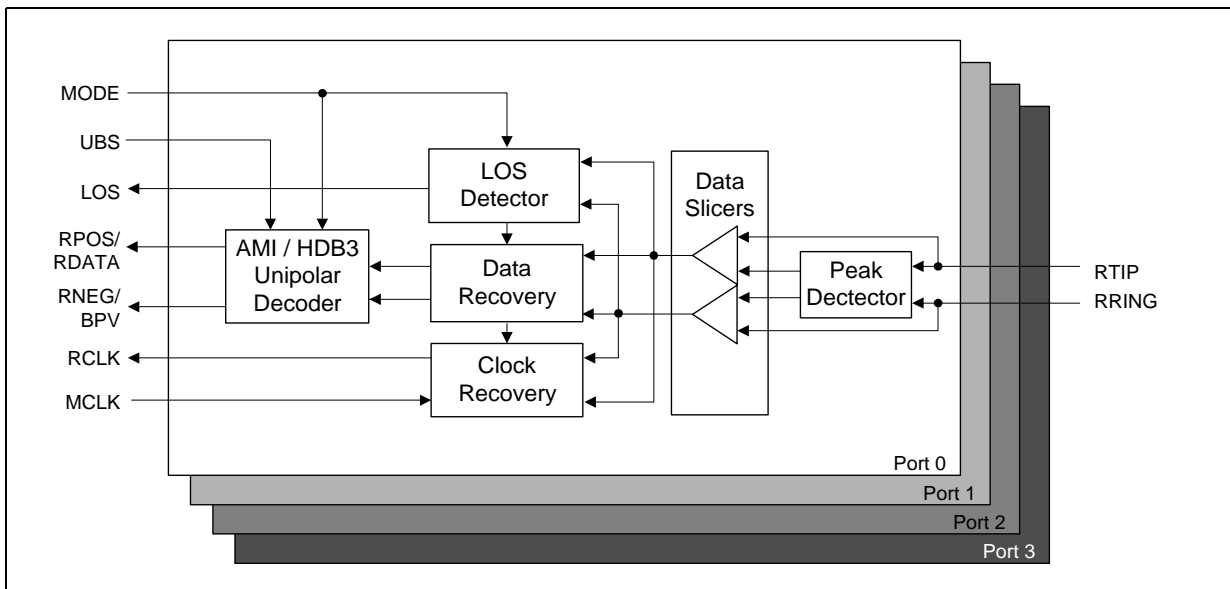 MODE
UBS
LOS
RPOS/
RDATA
RNEG/
BPV
RCLK
MCLK
LOS
Detector
AMI / HDB3
Unipolar
Decoder
Data
Recovery
Clock
Recovery
Data
Slicers
Peak
Dectector
RTIP
RRING
Port 0
Port 1
Port 2
Port 3